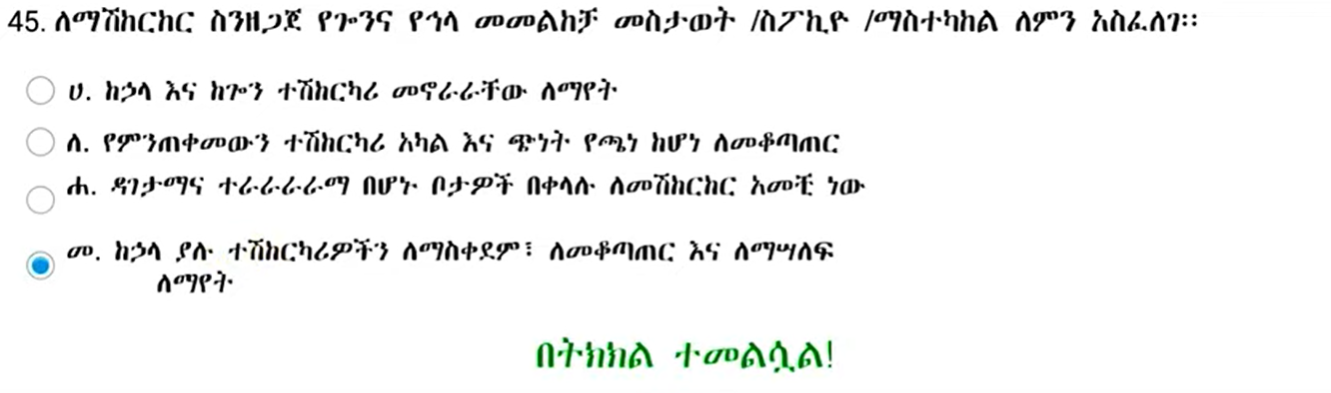 45. ለማሽከርከር ስንዘጋጅ የጐንና የኅላ መመልከቻ መስታወት /ስፖኪዮ /ማስተካከል ለምን አስፈለገ፡፡
ሀ. ከኃላ እና ከጐን ተሽከርካሪ መኖራራቸው ለማየት
ለ. የምንጠቀመውን ተሽከርካሪ አካል እና ጭነት የጫነ ከሆነ ለመቆጣጠር
ሐ. ዳገታማና ተራራራራማ በሆኑ ቦታዎች በቀላሉ ለመሽከርከር አመቺ ነው
መ. ከኃላ ያሉ ተሽከርካሪዎችን ለማስቀደም፣ ለመቆጣጠር እና ለማሣለፍ
ለማየት
በትክክል ተመልሷል!